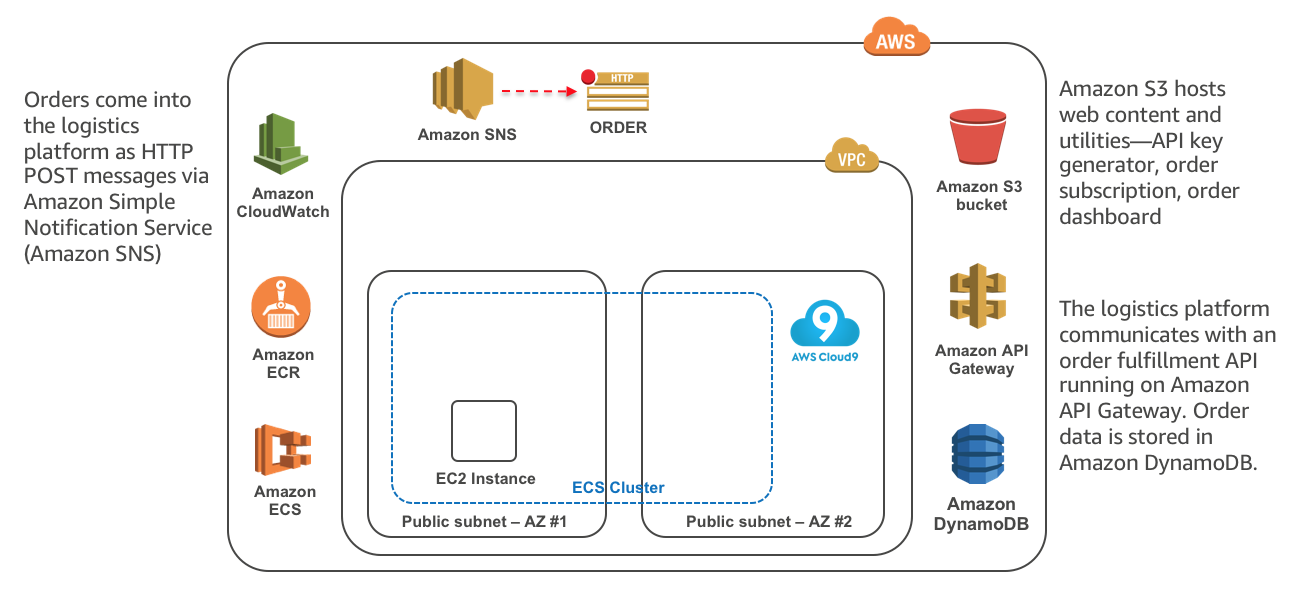 AWS
Orders come into
the logistics
platform as HTTP
POST messages via
Amazon Simple
Notification Service
(Amazon SNS)
Amazon SNS
HTTP
ORDER
Amazon
CloudWatch
Amazon
ECR
Amazon
ECS
VPC
9
AWS Cloud9
EC2 Instance
ECS Cluster
Public subnet – AZ #1
Public subnet – AZ #2
Amazon S3
bucket
Amazon API
Gateway
Amazon
DynamoDB
Amazon S3 hosts
web content and
utilities—API key
generator, order
subscription, order
dashboard
The logistics platform
communicates with an
order fulfillment API
running on Amazon
API Gateway. Order
data is stored in
Amazon DynamoDB.